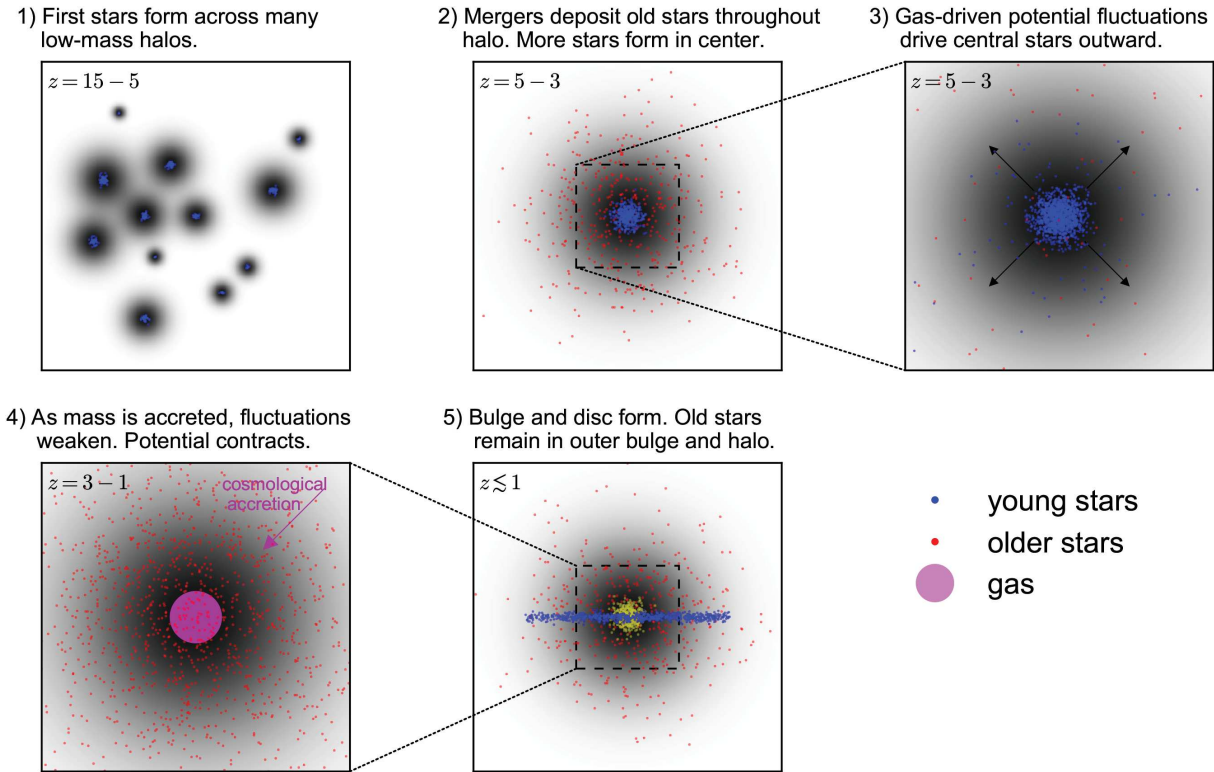 1) First stars form across many
low-mass halos.
z = 15 − 5
2) Mergers deposit old stars throughout
halo. More stars form in center.
z = 5 − 3
3) Gas-driven potential fluctuations
drive central stars outward.
z = 5 − 3
4) As mass is accreted, fluctuations
weaken. Potential contracts.
z = 3 − 1
cosmological
accretion
5) Bulge and disc form. Old stars
remain in outer bulge and halo.
z ≲ 1
young stars
older stars
gas